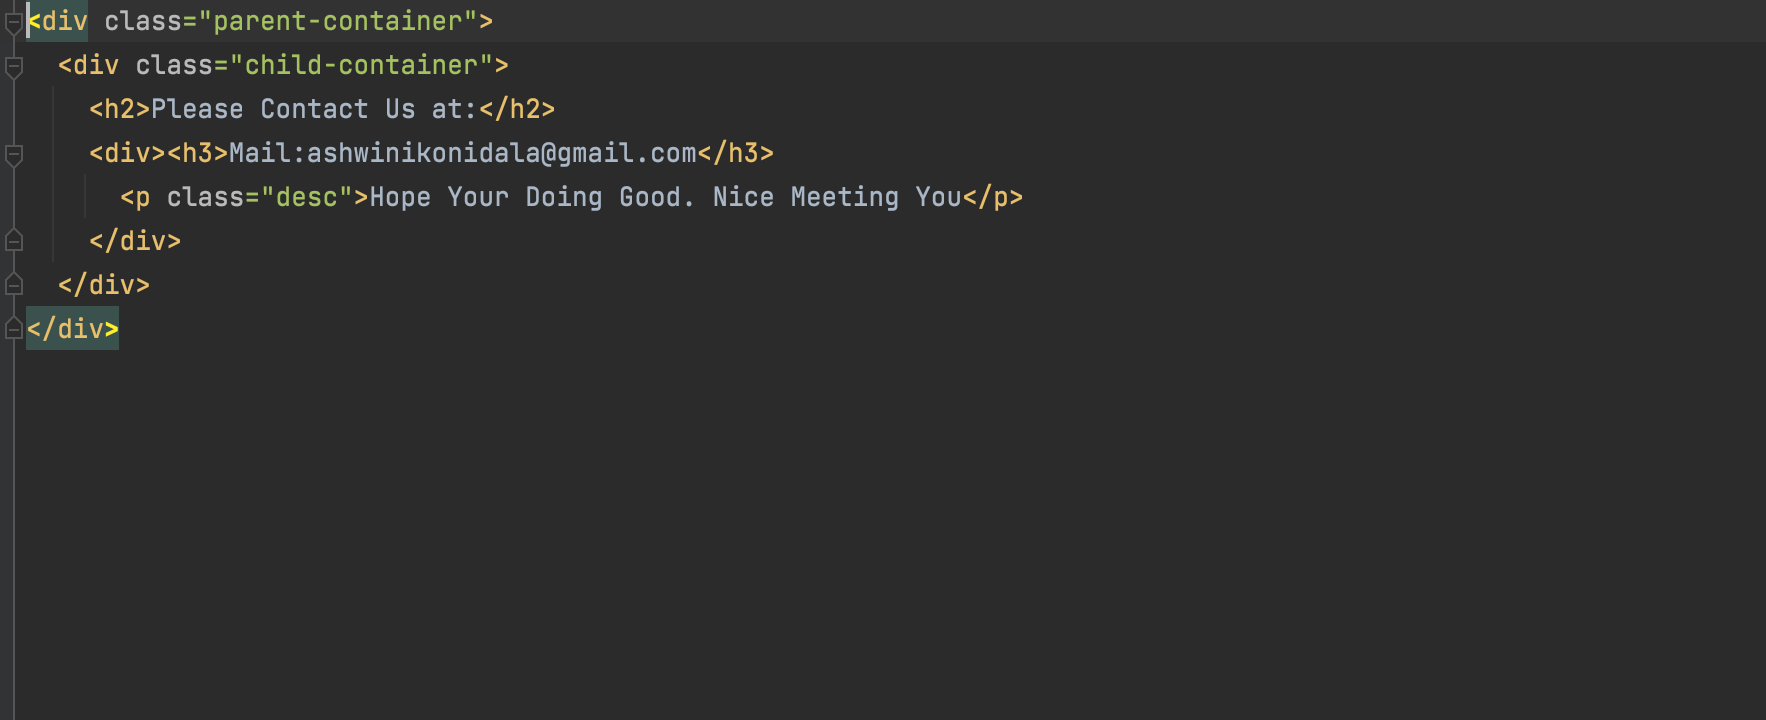 <div class="parent-container">
  <div class="child-container">
    <h2>Please Contact Us at:</h2>
    <div><h3>Mail:ashwinikonidala@gmail.com</h3>
      <p class="desc">Hope Your Doing Good. Nice Meeting You</p>
    </div>
  </div>
</div>